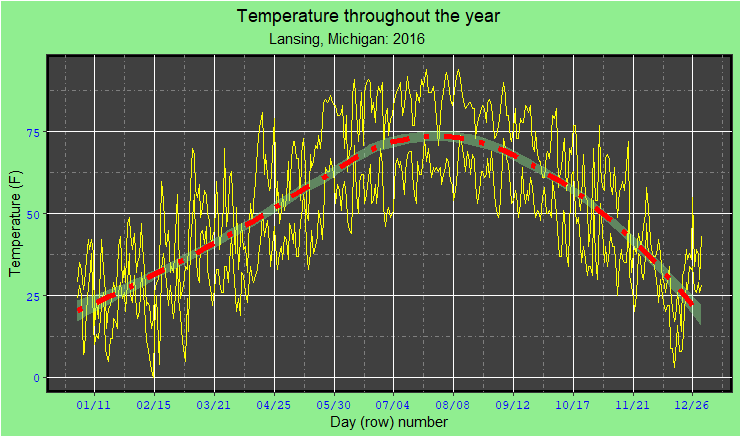 Temperature throughout the year
Lansing, Michigan: 2016
Temperature (F)
75
50
25
0
01/11 02/15 03/21 04/25 05/30 07/04 08/08 09/12 10/17 11/21 12/26
Day (row) number